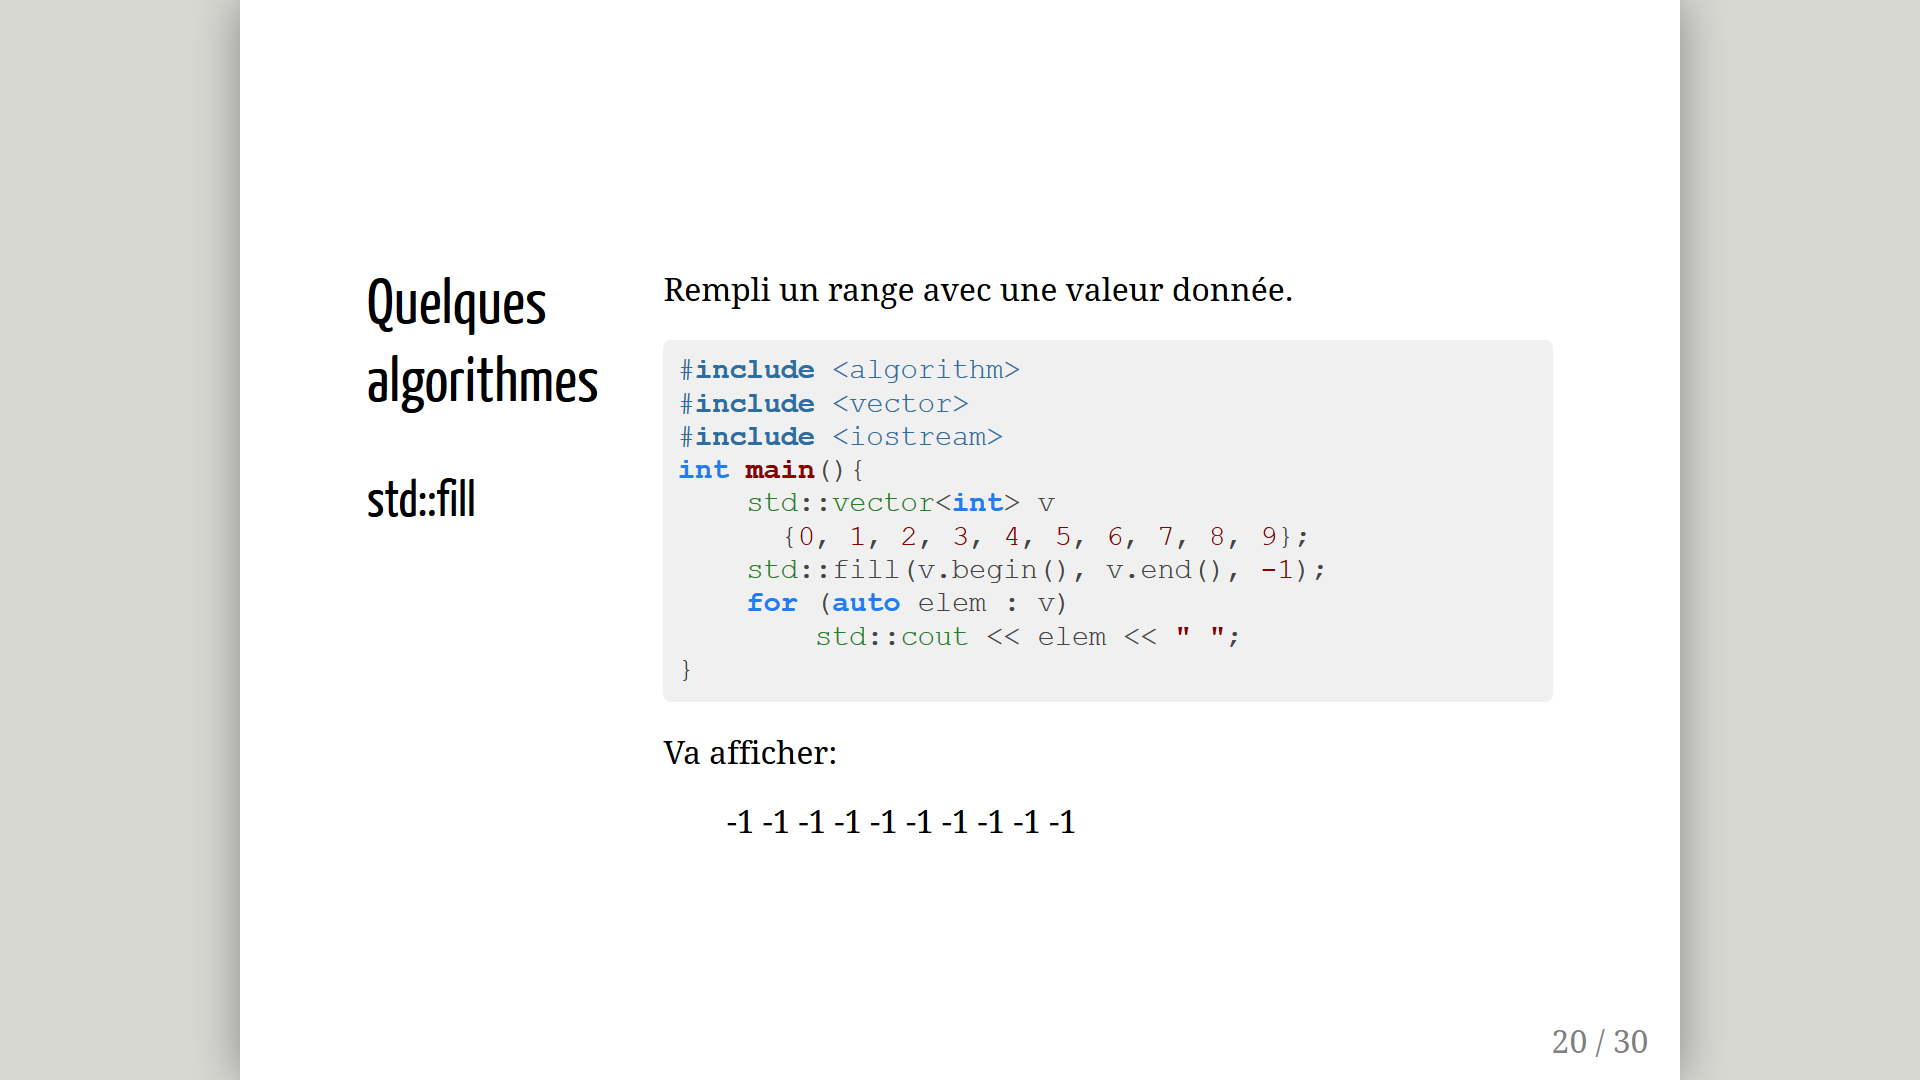 Quelques
algorithmes
std::fill
Rempli un range avec une valeur donnée.
#include <algorithm>
#include <vector>
#include <iostream>
int main(){
    std::vector<int> v
      {0, 1, 2, 3, 4, 5, 6, 7, 8, 9};
    std::fill(v.begin(), v.end(), -1);
    for (auto elem : v)
        std::cout << elem << " ";
}
Va afficher:
-1 -1 -1 -1 -1 -1 -1 -1 -1 -1
20 / 30